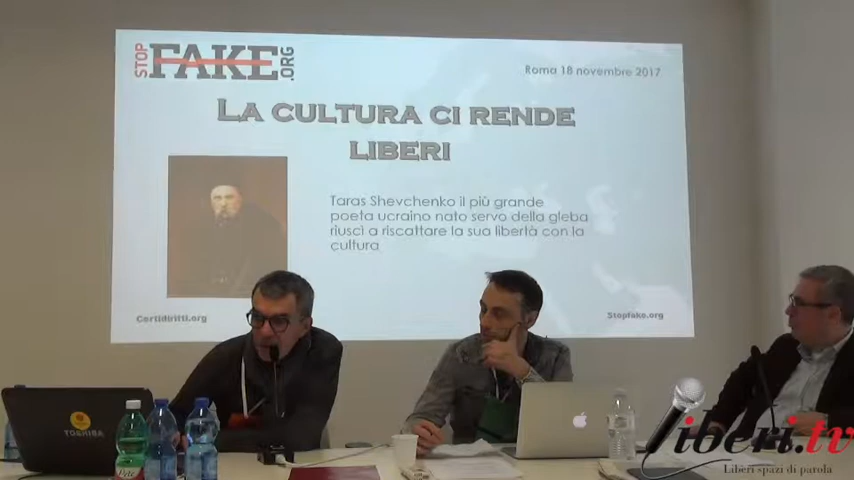 STOP FAKE .ORG
Roma 18 novembre 2017
LA CULTURA CI RENDE
LIBERI
Taras Shevchenko il più grande
poeta ucraino nato servo della gleba
riuscì a riscattare la sua libertà con la
cultura.
Certidiritti.org
Stopfake.org
TOSHIBA
liberi.tv
Liberi spazi di parola